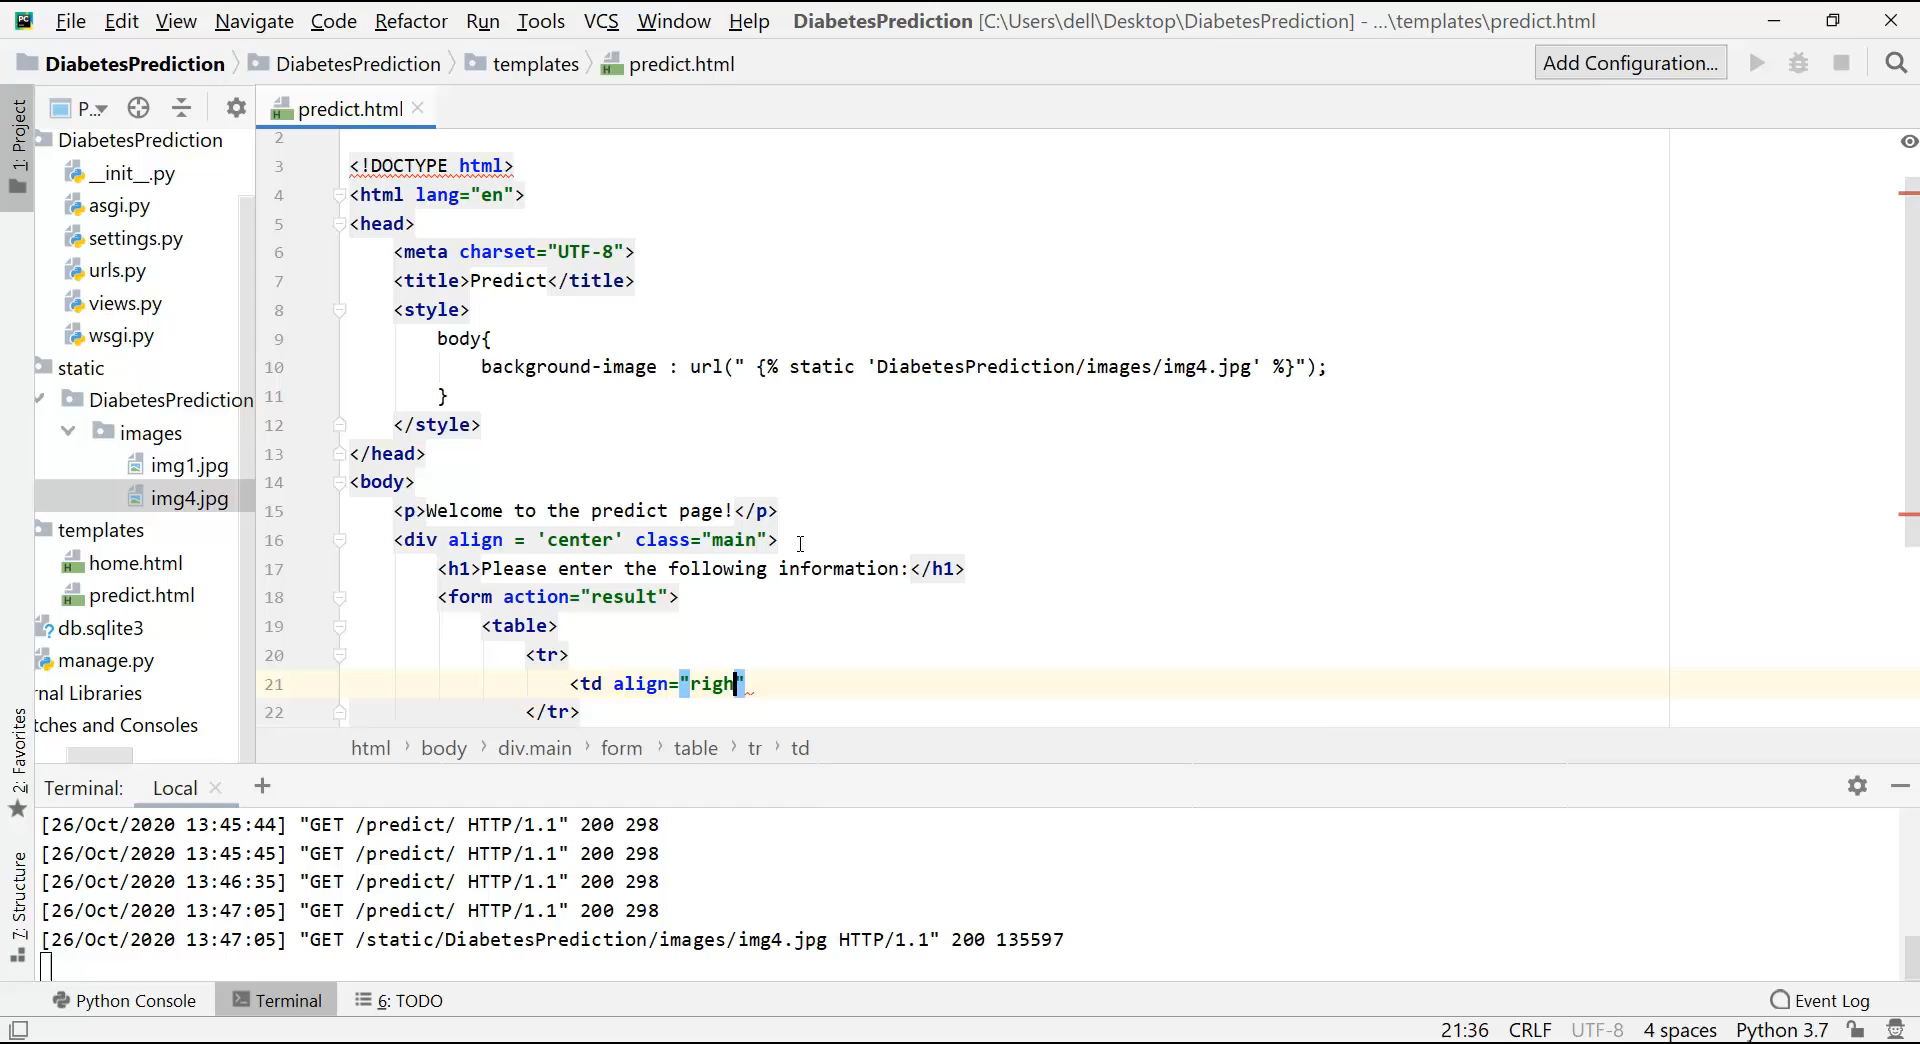 File Edit View Navigate Code Refactor Run Tools VCS Window Help DiabetesPrediction [C:\Users\dell\Desktop\DiabetesPrediction] - ...\templates\predict.html
DiabetesPrediction DiabetesPrediction templates predict.html Add Configuration...
1: Project
P...
predict.html
DiabetesPrediction
__init__.py
asgi.py
settings.py
urls.py
views.py
wsgi.py
static
DiabetesPrediction
images
img1.jpg
img4.jpg
templates
home.html
predict.html
db.sqlite3
manage.py
rnal Libraries
tches and Consoles
2
3 <!DOCTYPE html>
4 <html lang="en">
5 <head>
6 <meta charset="UTF-8">
7 <title>Predict</title>
8 <style>
9 body{
10 background-image : url(" {% static 'DiabetesPrediction/images/img4.jpg' %}");
11 }
12 </style>
13 </head>
14 <body>
15 <p>Welcome to the predict page!</p>
16 <div align = 'center' class="main">
17 <h1>Please enter the following information:</h1>
18 <form action="result">
19 <table>
20 <tr>
21 <td align="righ"
22 </tr>
html body div.main form table tr td
2: Favorites
7: Structure
Terminal: Local
[26/Oct/2020 13:45:44] "GET /predict/ HTTP/1.1" 200 298
[26/Oct/2020 13:45:45] "GET /predict/ HTTP/1.1" 200 298
[26/Oct/2020 13:46:35] "GET /predict/ HTTP/1.1" 200 298
[26/Oct/2020 13:47:05] "GET /predict/ HTTP/1.1" 200 298
[26/Oct/2020 13:47:05] "GET /static/DiabetesPrediction/images/img4.jpg HTTP/1.1" 200 135597
Python Console Terminal 6: TODO Event Log
21:36 CRLF UTF-8 4 spaces Python 3.7